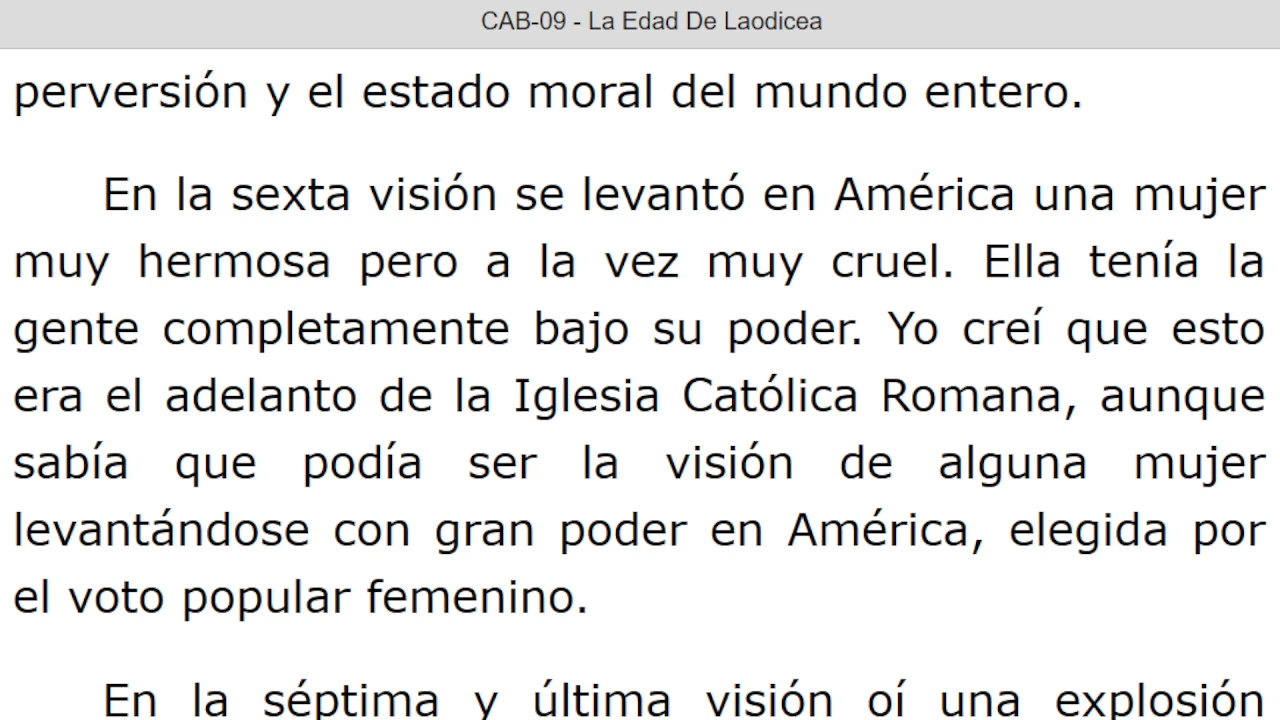 CAB-09 - La Edad De Laodicea
perversión y el estado moral del mundo entero.
En la sexta visión se levantó en América una mujer
muy hermosa pero a la vez muy cruel. Ella tenía la
gente completamente bajo su poder. Yo creí que esto
era el adelanto de la Iglesia Católica Romana, aunque
sabía que podía ser la visión de alguna mujer
levantándose con gran poder en América, elegida por
el voto popular femenino.
En la séptima y última visión oí una explosión